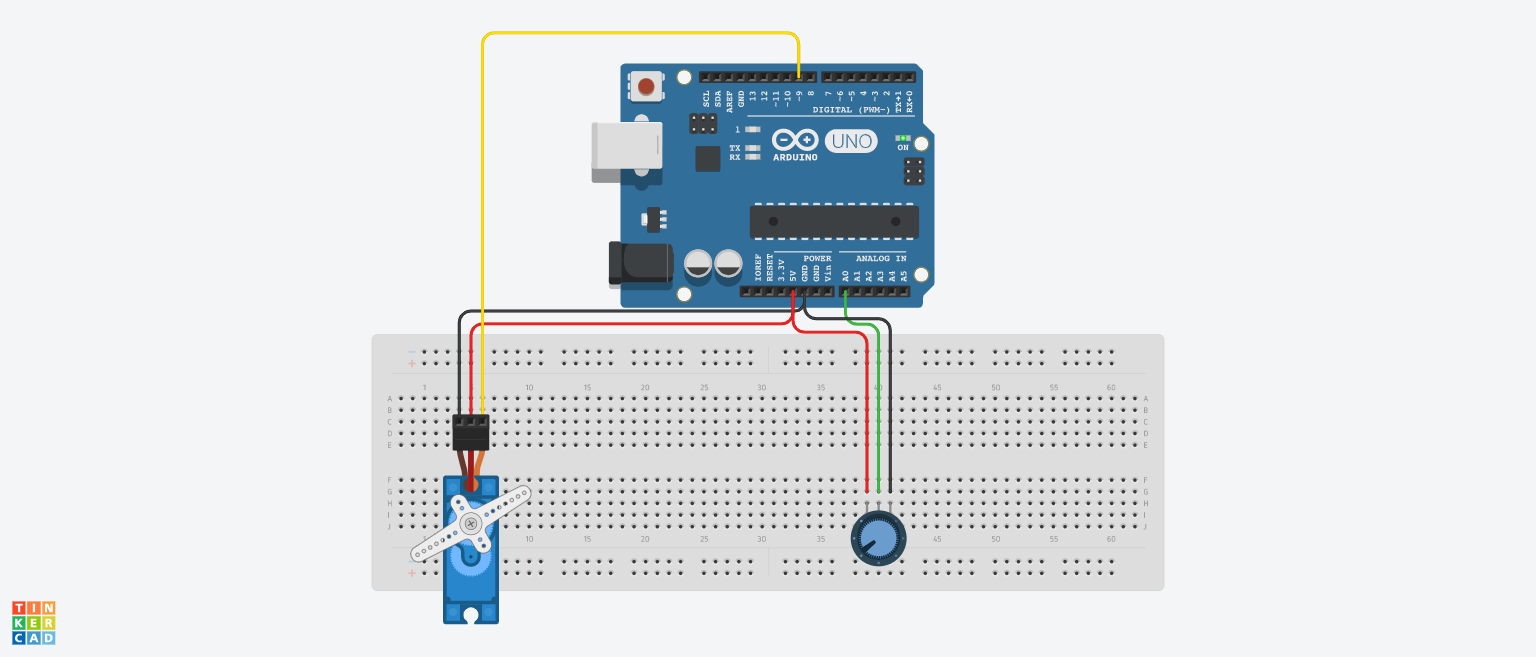 SCL
SDA
AREF
GND
13
12
~11
~10
~9
8
7
~6
~5
4
~3
2
TX→1
RX←0
DIGITAL (PWM~)
1
TX
RX
UNO
ARDUINO
ON
POWER
ANALOG IN
IOREF
RESET
3.3V
5V
GND
GND
Vin
A0
A1
A2
A3
A4
A5
1 10 15 20 25 30 35 40 45 50 55 60
A A
B B
C C
D D
E E
F F
G G
H H
I I
J J
10 15 20 25 30 35 45 50 55 60
TIN
KER
CAD